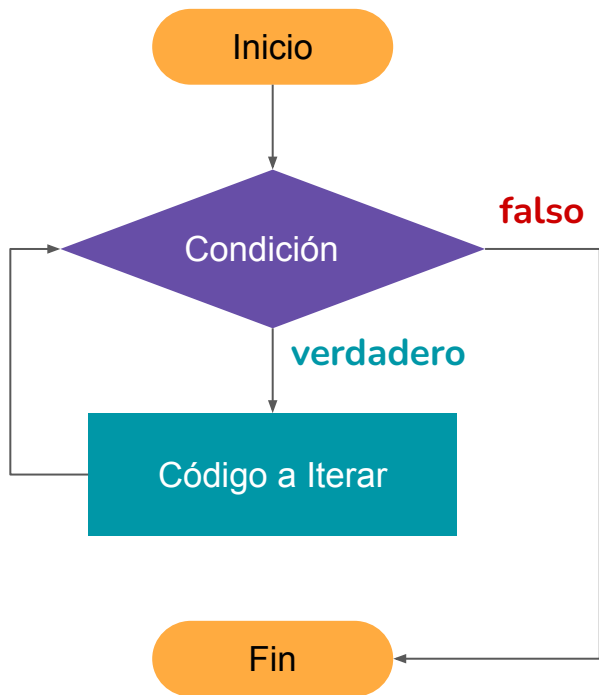 Inicio
falso
Condición
verdadero
Código a Iterar
Fin